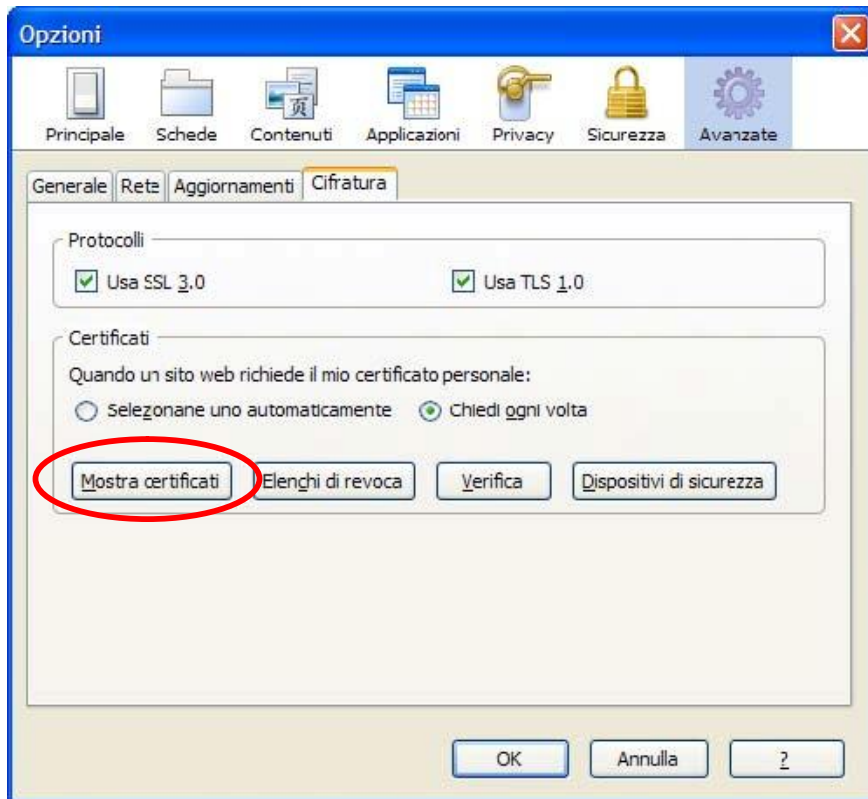 Opzioni
Principale Schede Contenuti Applicazioni Privacy Sicurezza Avanzate
Generale Rete Aggiornamenti Cifratura
Protocolli
Usa SSL 3.0 Usa TLS 1.0
Certificati
Quando un sito web richiede il mio certificato personale:
Selezonane uno automaticamente Chiedi ogni volta
Mostra certificati Elenchi di revoca Verifica Dispositivi di sicurezza
OK Annulla ?